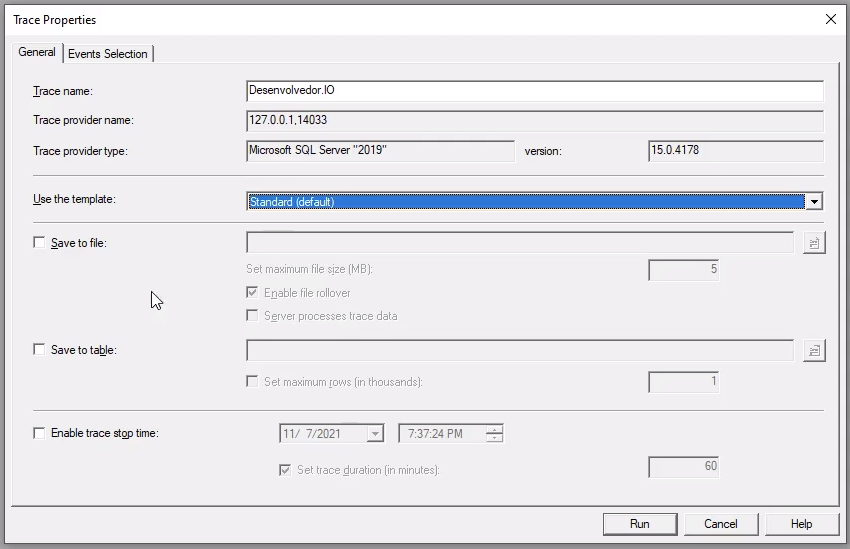 Trace Properties
General Events Selection
Trace name: Desenvolvedor.IO
Trace provider name: 127.0.0.1,14033
Trace provider type: Microsoft SQL Server "2019" version: 15.0.4178
Use the template: Standard (default)
Save to file:
Set maximum file size (MB): 5
Enable file rollover
Server processes trace data
Save to table:
Set maximum rows (in thousands): 1
Enable trace stop time: 11/ 7/2021 7:37:24 PM
Set trace duration (in minutes): 60
Run Cancel Help